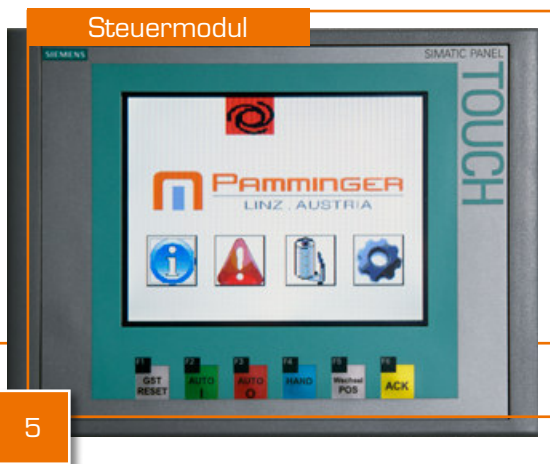 Steuermodul
SIEMENS
SIMATIC PANEL
TOUCH
PAMMINGER
LINZ . AUSTRIA
F1 F2 F3 F4 F5 F6
GST RESET
AUTO I
AUTO O
HAND
Wechsel POS
ACK
5